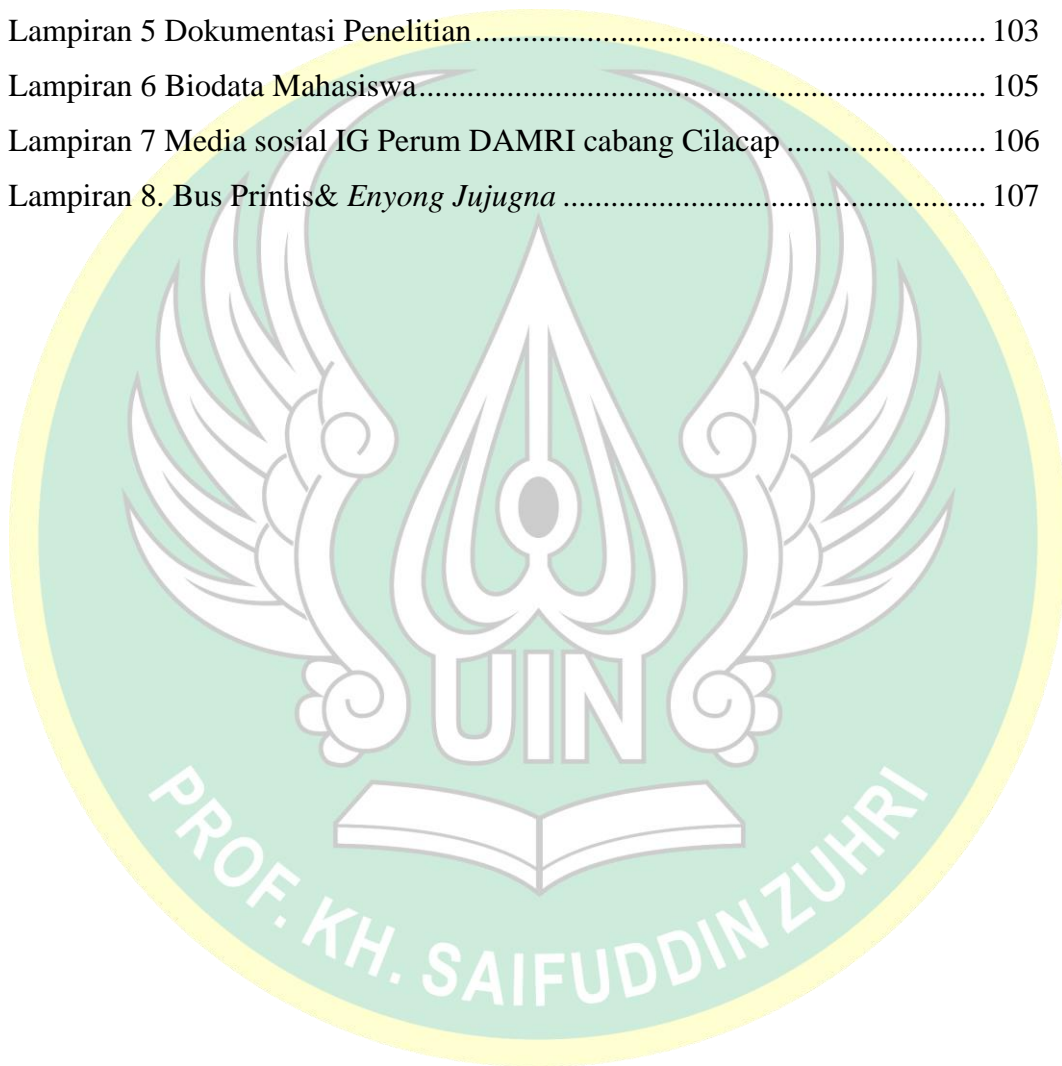 Lampiran 5 Dokumentasi Penelitian.................................................................. 103
Lampiran 6 Biodata Mahasiswa......................................................................... 105
Lampiran 7 Media sosial IG Perum DAMRI cabang Cilacap ......................... 106
Lampiran 8. Bus Printis& Enyong Jujugna ...................................................... 107
UIN
PROF. KH. SAIFUDDIN ZUHRI